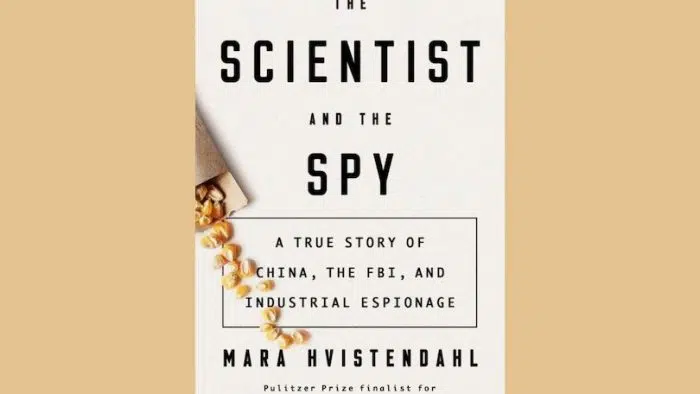 THE
SCIENTIST
AND THE
SPY
A TRUE STORY OF
CHINA, THE FBI, AND
INDUSTRIAL ESPIONAGE
MARA HVISTENDAHL
Pulitzer Prize finalist for